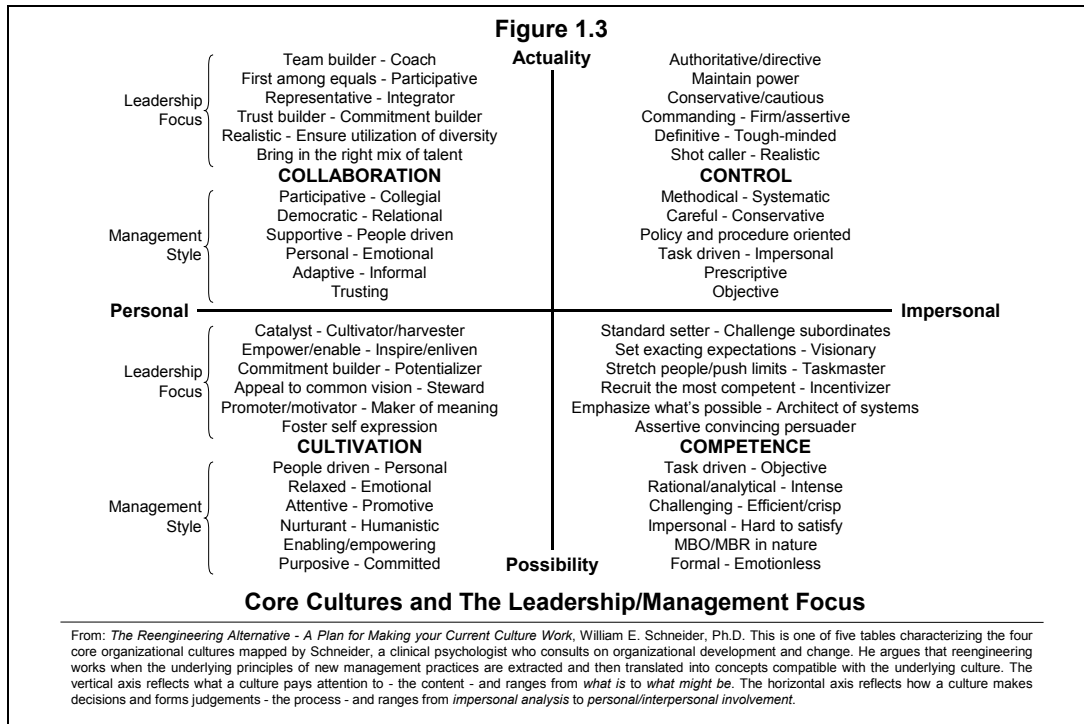 Figure 1.3
Actuality
Leadership
Focus
Team builder - Coach
First among equals - Participative
Representative - Integrator
Trust builder - Commitment builder
Realistic - Ensure utilization of diversity
Bring in the right mix of talent
COLLABORATION
Management
Style
Participative - Collegial
Democratic - Relational
Supportive - People driven
Personal - Emotional
Adaptive - Informal
Trusting
Authoritative/directive
Maintain power
Conservative/cautious
Commanding - Firm/assertive
Definitive - Tough-minded
Shot caller - Realistic
CONTROL
Methodical - Systematic
Careful - Conservative
Policy and procedure oriented
Task driven - Impersonal
Prescriptive
Objective
Personal
Impersonal
Leadership
Focus
Catalyst - Cultivator/harvester
Empower/enable - Inspire/enliven
Commitment builder - Potentializer
Appeal to common vision - Steward
Promoter/motivator - Maker of meaning
Foster self expression
CULTIVATION
Management
Style
People driven - Personal
Relaxed - Emotional
Attentive - Promotive
Nurturant - Humanistic
Enabling/empowering
Purposive - Committed
Standard setter - Challenge subordinates
Set exacting expectations - Visionary
Stretch people/push limits - Taskmaster
Recruit the most competent - Incentivizer
Emphasize what's possible - Architect of systems
Assertive convincing persuader
COMPETENCE
Task driven - Objective
Rational/analytical - Intense
Challenging - Efficient/crisp
Impersonal - Hard to satisfy
MBO/MBR in nature
Formal - Emotionless
Possibility
Core Cultures and The Leadership/Management Focus
From: The Reengineering Alternative - A Plan for Making your Current Culture Work, William E. Schneider, Ph.D. This is one of five tables characterizing the four
core organizational cultures mapped by Schneider, a clinical psychologist who consults on organizational development and change. He argues that reengineering
works when the underlying principles of new management practices are extracted and then translated into concepts compatible with the underlying culture. The
vertical axis reflects what a culture pays attention to - the content - and ranges from what is to what might be. The horizontal axis reflects how a culture makes
decisions and forms judgements - the process - and ranges from impersonal analysis to personal/interpersonal involvement.